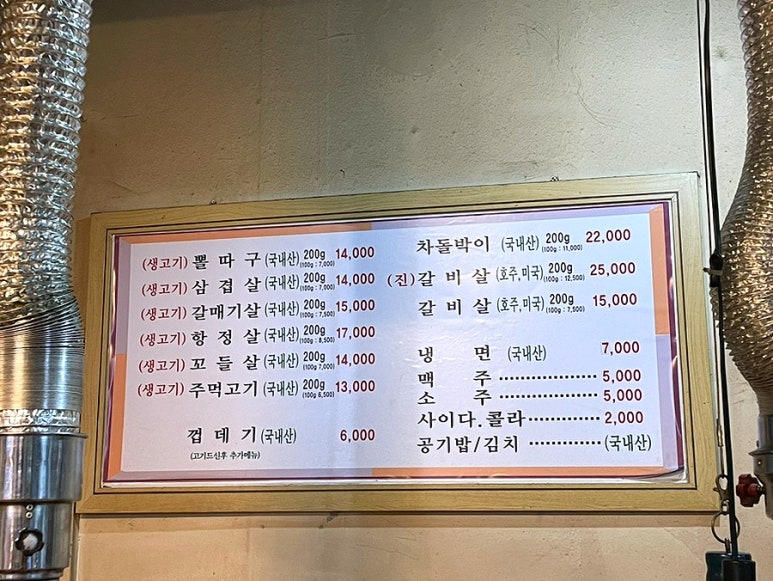 (생고기) 뽈 따 구 (국내산) 200g (100g : 7,000) 14,000
(생고기) 삼 겹 살 (국내산) 200g (100g : 7,000) 14,000
(생고기) 갈매기살 (국내산) 200g (100g : 7,500) 15,000
(생고기) 항 정 살 (국내산) 200g (100g : 8,500) 17,000
(생고기) 꼬 들 살 (국내산) 200g (100g 7,000) 14,000
(생고기) 주먹고기 (국내산) 200g (100g 6,500) 13,000
껍 데 기 (국내산) 6,000
(고기드신후 추가메뉴)
차돌박이 (국내산) 200g (100g : 11,000) 22,000
(진) 갈 비 살 (호주,미국) 200g (100g : 12,500) 25,000
갈 비 살 (호주,미국) 200g (100g : 7,500) 15,000
냉 면 (국내산) 7,000
맥 주 ·················· 5,000
소 주 ·················· 5,000
사이다.콜라 ············· 2,000
공기밥/김치 ············· (국내산)